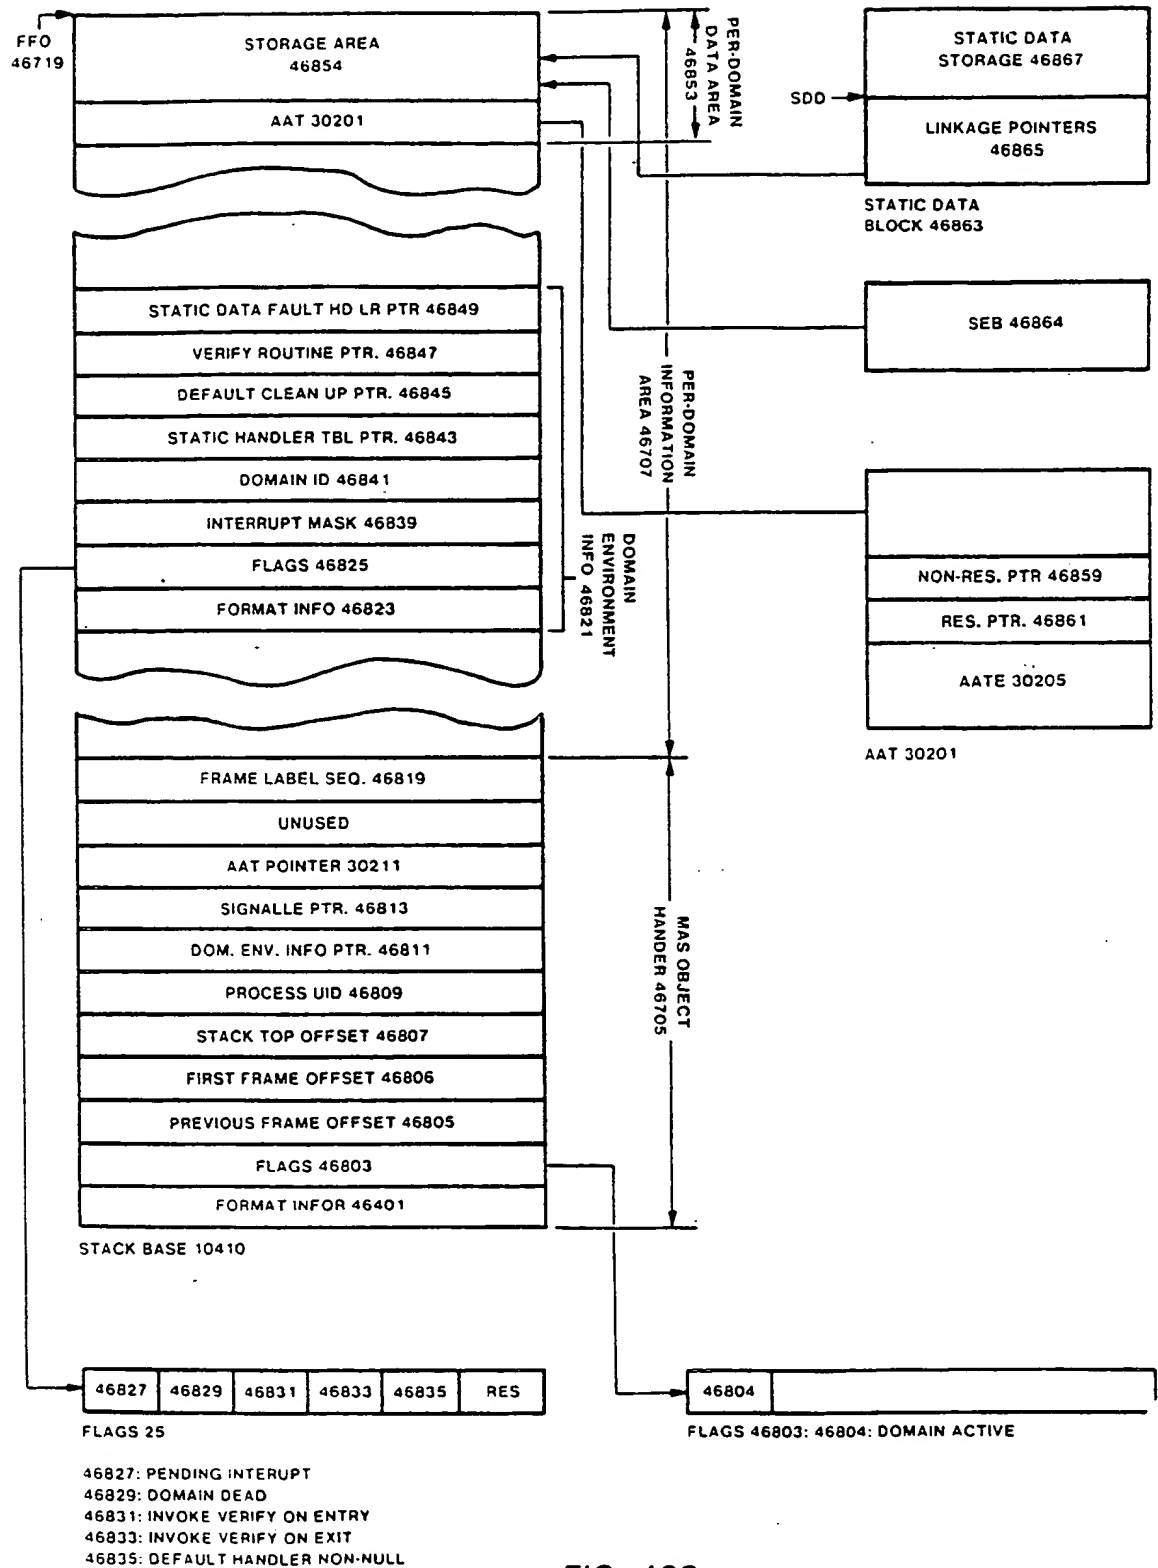 FFO
46719
STORAGE AREA
46854
AAT 30201
PER-DOMAIN
DATA AREA
46853
STATIC DATA
STORAGE 46867
SDD
LINKAGE POINTERS
46865
STATIC DATA
BLOCK 46863
STATIC DATA FAULT HD LR PTR 46849
VERIFY ROUTINE PTR. 46847
DEFAULT CLEAN UP PTR. 46845
STATIC HANDLER TBL PTR. 46843
DOMAIN ID 46841
INTERRUPT MASK 46839
FLAGS 46825
FORMAT INFO 46823
DOMAIN
ENVIRONMENT
INFO 46821
PER-DOMAIN
INFORMATION
AREA 46707
SEB 46864
NON-RES. PTR 46859
RES. PTR. 46861
AATE 30205
AAT 30201
FRAME LABEL SEQ. 46819
UNUSED
AAT POINTER 30211
SIGNALLE PTR. 46813
DOM. ENV. INFO PTR. 46811
PROCESS UID 46809
STACK TOP OFFSET 46807
FIRST FRAME OFFSET 46806
PREVIOUS FRAME OFFSET 46805
FLAGS 46803
FORMAT INFOR 46401
MAS OBJECT
HANDER 46705
STACK BASE 10410
46827 46829 46831 46833 46835 RES
FLAGS 25
46804
FLAGS 46803: 46804: DOMAIN ACTIVE
46827: PENDING INTERUPT
46829: DOMAIN DEAD
46831: INVOKE VERIFY ON ENTRY
46833: INVOKE VERIFY ON EXIT
46835: DEFAULT HANDLER NON-NULL